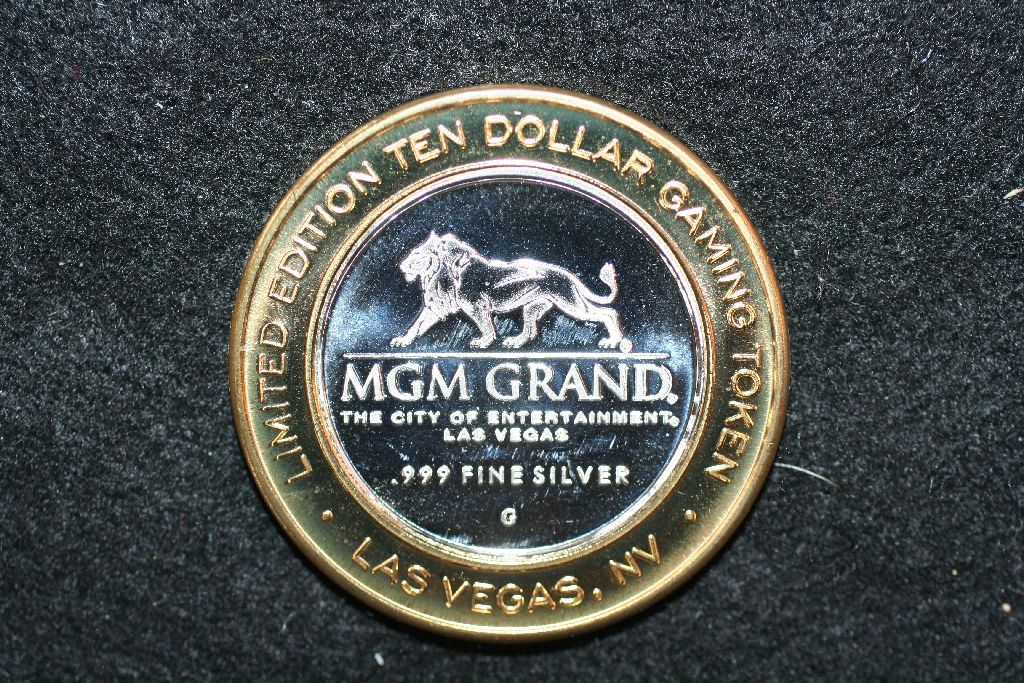 LIMITED EDITION TEN DOLLAR GAMING TOKEN
MGM GRAND®
THE CITY OF ENTERTAINMENT®
LAS VEGAS
.999 FINE SILVER
G
• LAS VEGAS, NV •